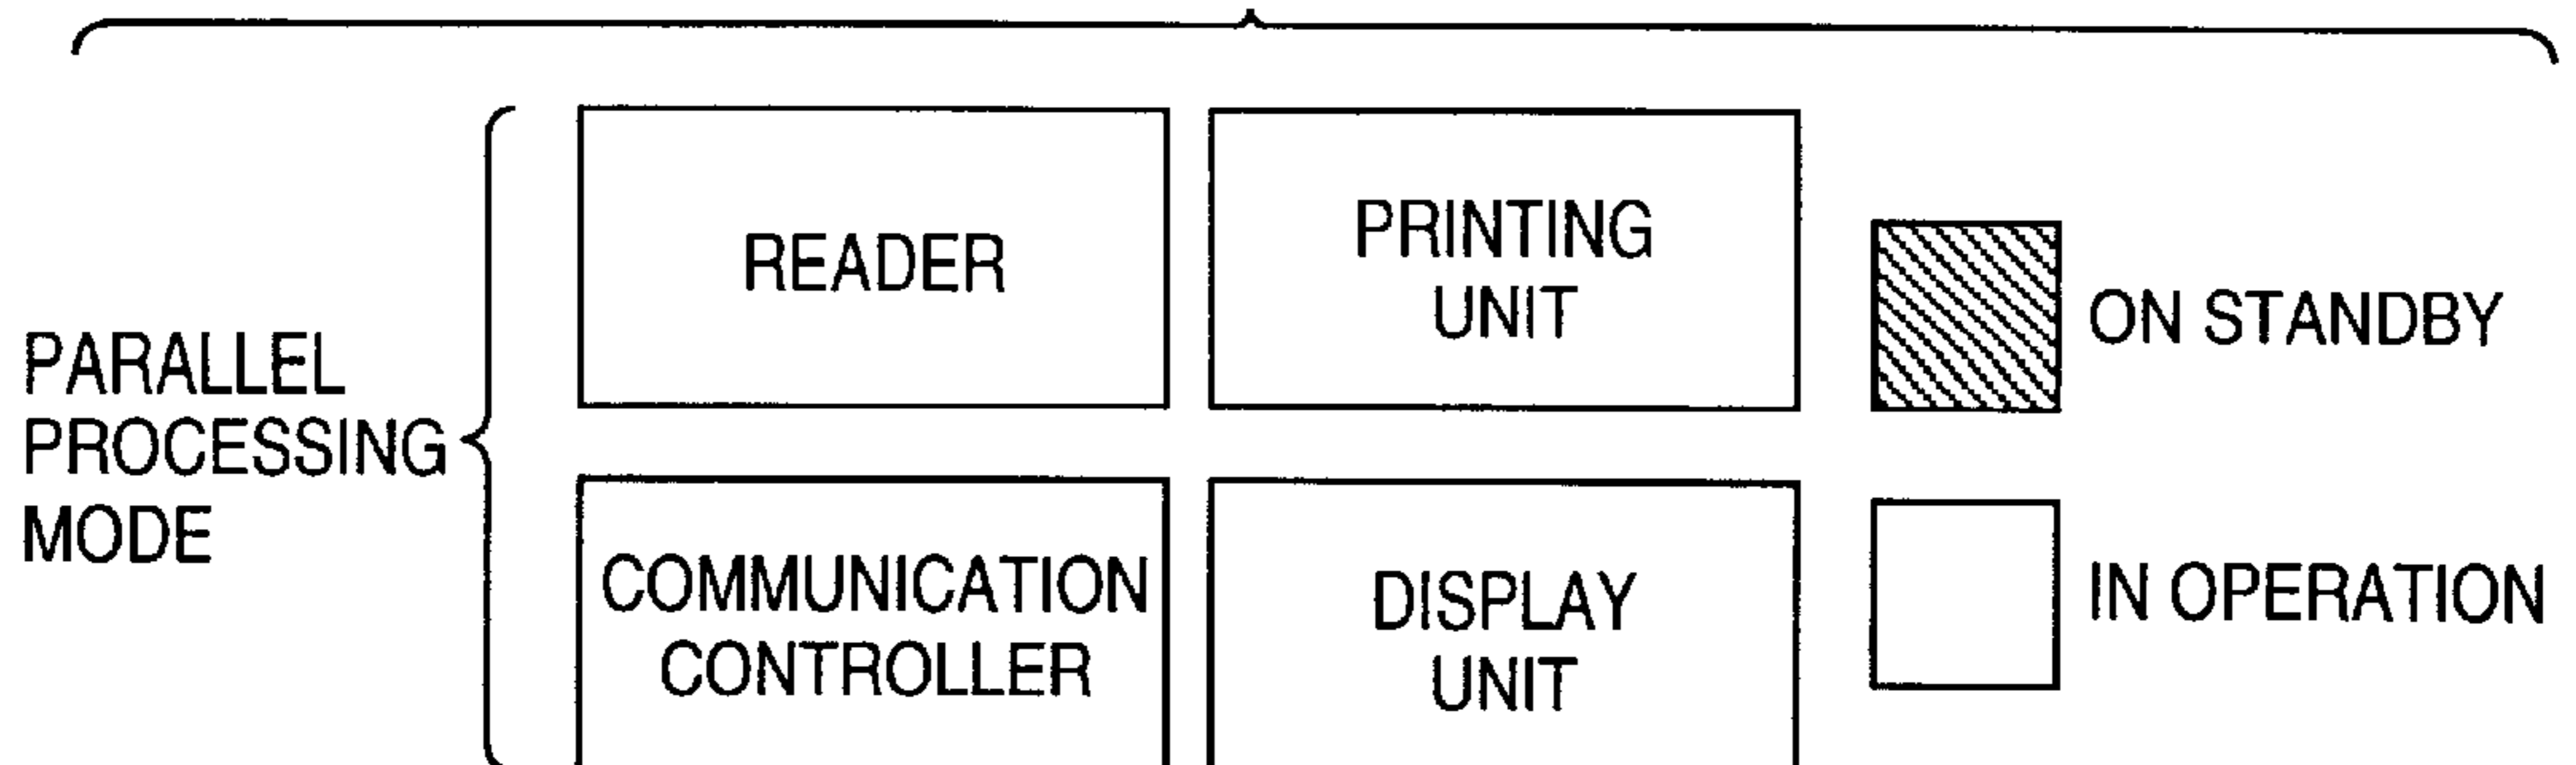 PARALLEL
PROCESSING
MODE
READER
PRINTING
UNIT
COMMUNICATION
CONTROLLER
DISPLAY
UNIT
ON STANDBY
IN OPERATION